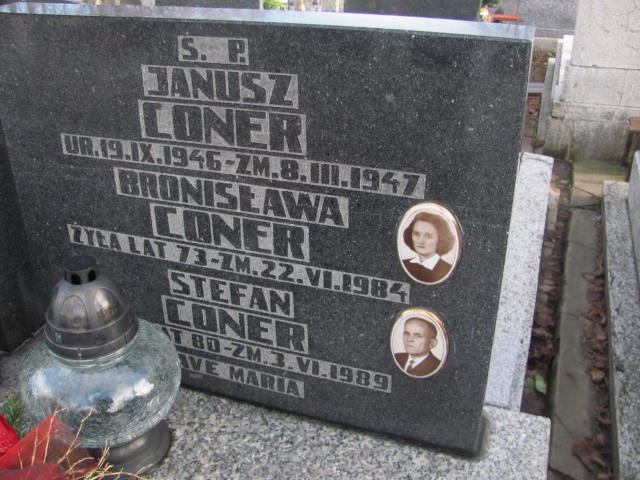 S. P.
JANUSZ
CONER
UR. 19.IX.1946-ZM. 8.III.1947
BRONISŁAWA
CONER
ŻYŁA LAT 73-ZM. 22.VI.1984
STEFAN
CONER
LAT 80-ZM. 3.VI.1989
AVE MARIA